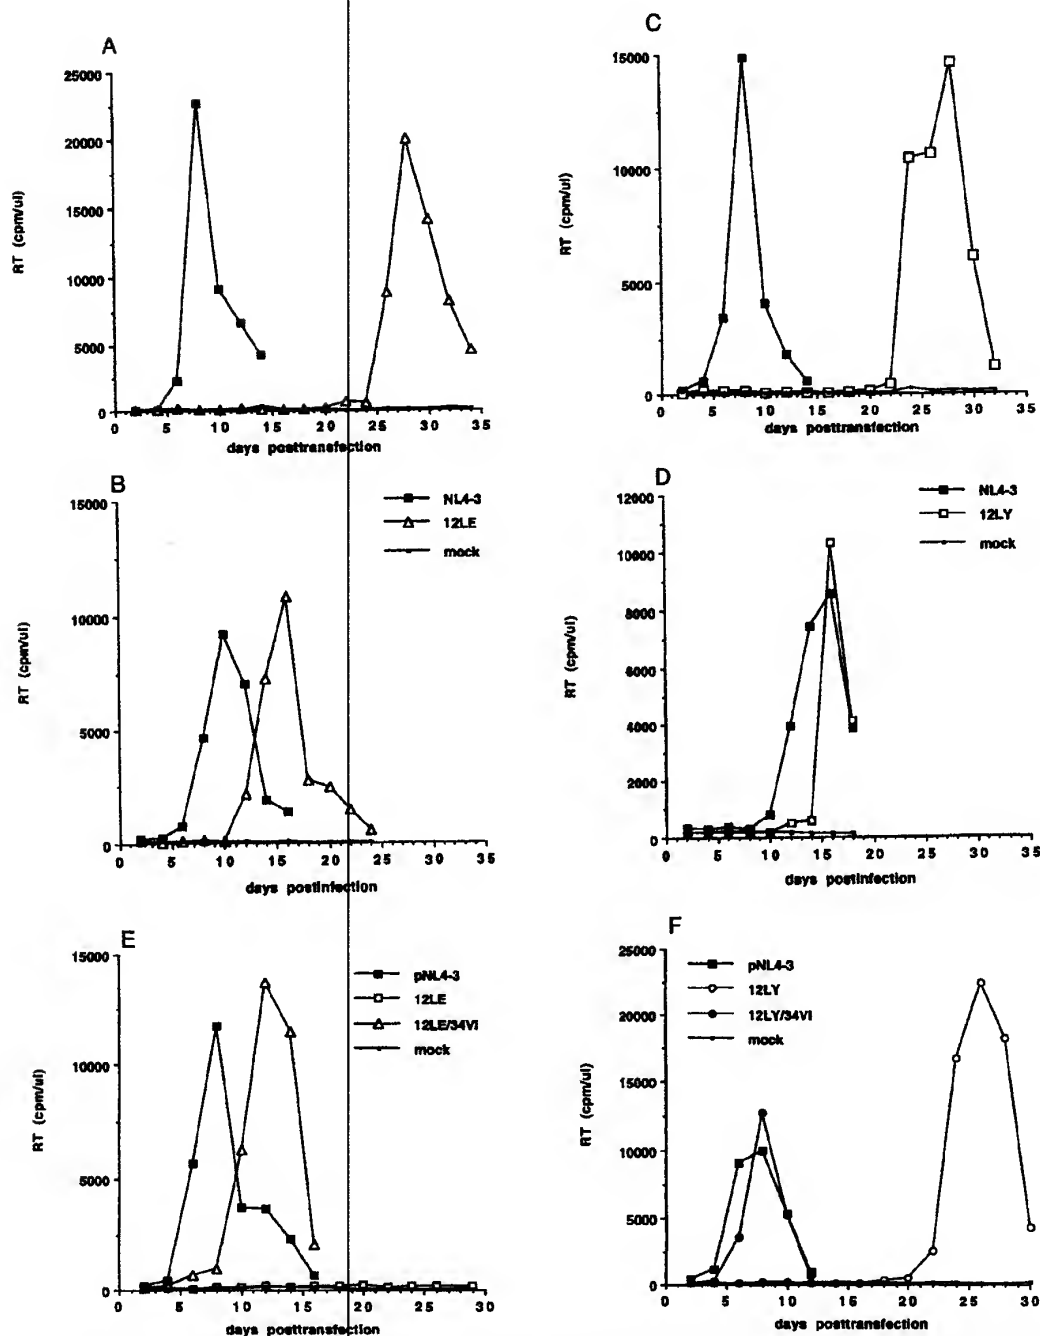 A
25000
20000
15000
10000
5000
0
RT (cpm/ul)
0 5 10 15 20 25 30 35
days posttransfection
C
15000
10000
5000
0
RT (cpm/ul)
0 5 10 15 20 25 30 35
days posttransfection
B
15000
10000
5000
0
RT (cpm/ul)
NL4-3
12LE
mock
0 5 10 15 20 25 30 35
days postinfection
D
12000
10000
8000
6000
4000
2000
0
RT (cpm/ul)
NL4-3
12LY
mock
0 5 10 15 20 25 30 35
days postinfection
E
15000
10000
5000
0
RT (cpm/ul)
pNL4-3
12LE
12LE/34VI
mock
0 5 10 15 20 25 30
days posttransfection
F
25000
20000
15000
10000
5000
0
RT (cpm/ul)
pNL4-3
12LY
12LY/34VI
mock
0 5 10 16 20 25 30
days posttransfection